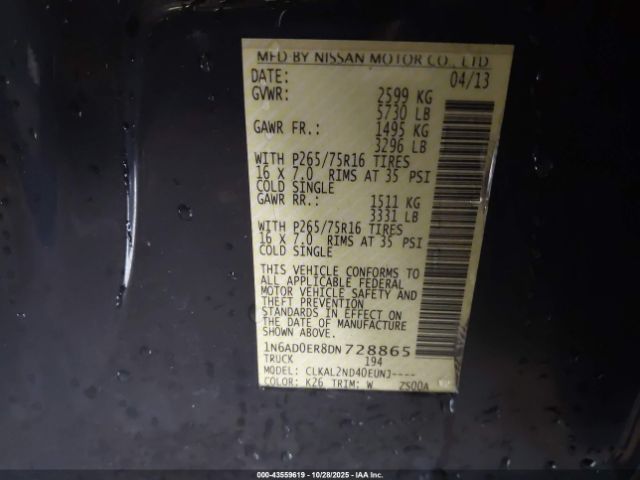 MFD BY NISSAN MOTOR CO., LTD
DATE: 04/13
GVWR: 2599 KG
5730 LB
GAWR FR.: 1495 KG
3296 LB
WITH P265/75R16 TIRES
16 X 7.0 RIMS AT 35 PSI
COLD SINGLE
GAWR RR.: 1511 KG
3331 LB
WITH P265/75R16 TIRES
16 X 7.0 RIMS AT 35 PSI
COLD SINGLE
THIS VEHICLE CONFORMS TO
ALL APPLICABLE FEDERAL
MOTOR VEHICLE SAFETY AND
THEFT PREVENTION
STANDARDS IN EFFECT ON
THE DATE OF MANUFACTURE
SHOWN ABOVE.
1N6AD0ER8DN728865
TRUCK 194
MODEL: CLKAL2ND40EUNJ----
COLOR: K26 TRIM: W ZS00A
000-43559619 | 10/28/2025 - Copyright IAA, LLC.